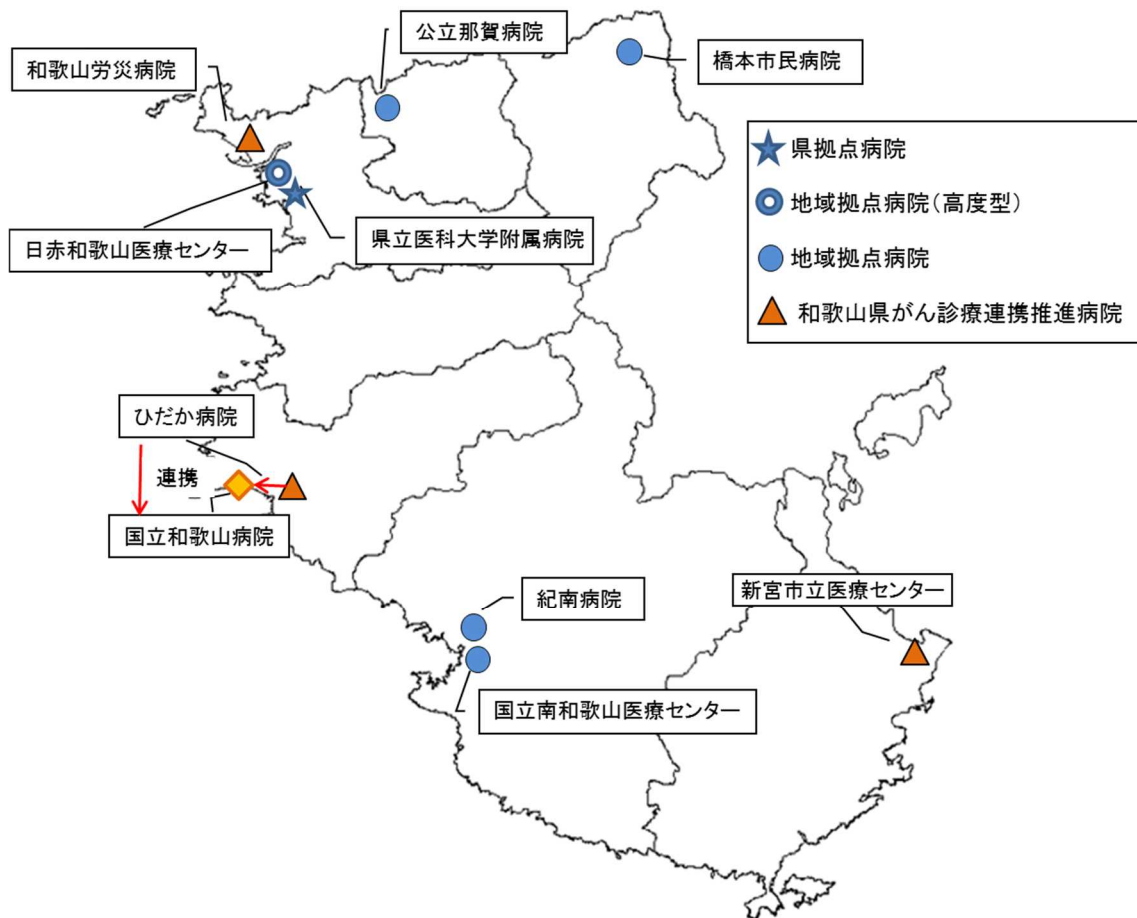 公立那賀病院
橋本市民病院
和歌山労災病院
県拠点病院
地域拠点病院（高度型）
地域拠点病院
和歌山県がん診療連携推進病院
日赤和歌山医療センター
県立医科大学附属病院
ひだか病院
連携
国立和歌山病院
紀南病院
新宮市立医療センター
国立南和歌山医療センター